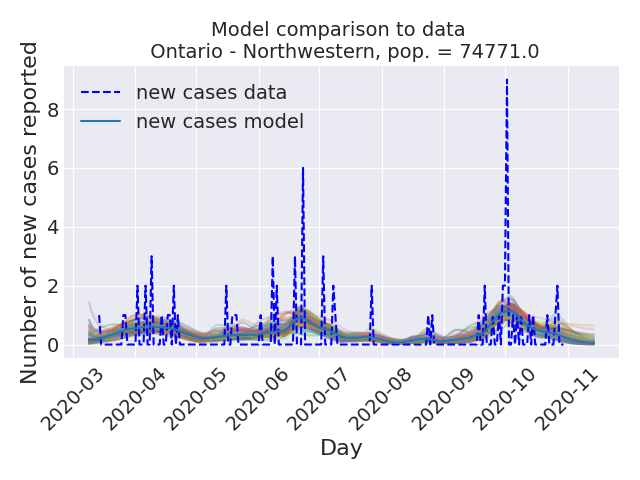 Model comparison to data
Ontario - Northwestern, pop. = 74771.0
Number of new cases reported
8
6
4
2
0
new cases data
new cases model
2020-03
2020-04
2020-05
2020-06
2020-07
2020-08
2020-09
2020-10
2020-11
Day